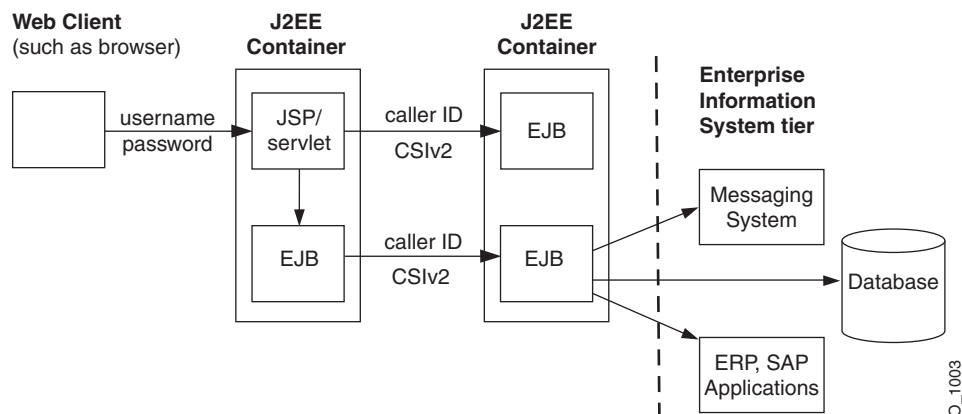 Web Client
(such as browser)
J2EE
Container
J2EE
Container
Enterprise
Information
System tier
username
password
JSP/
servlet
caller ID
CSIv2
EJB
EJB
caller ID
CSIv2
EJB
Messaging
System
Database
ERP, SAP
Applications
O_1003